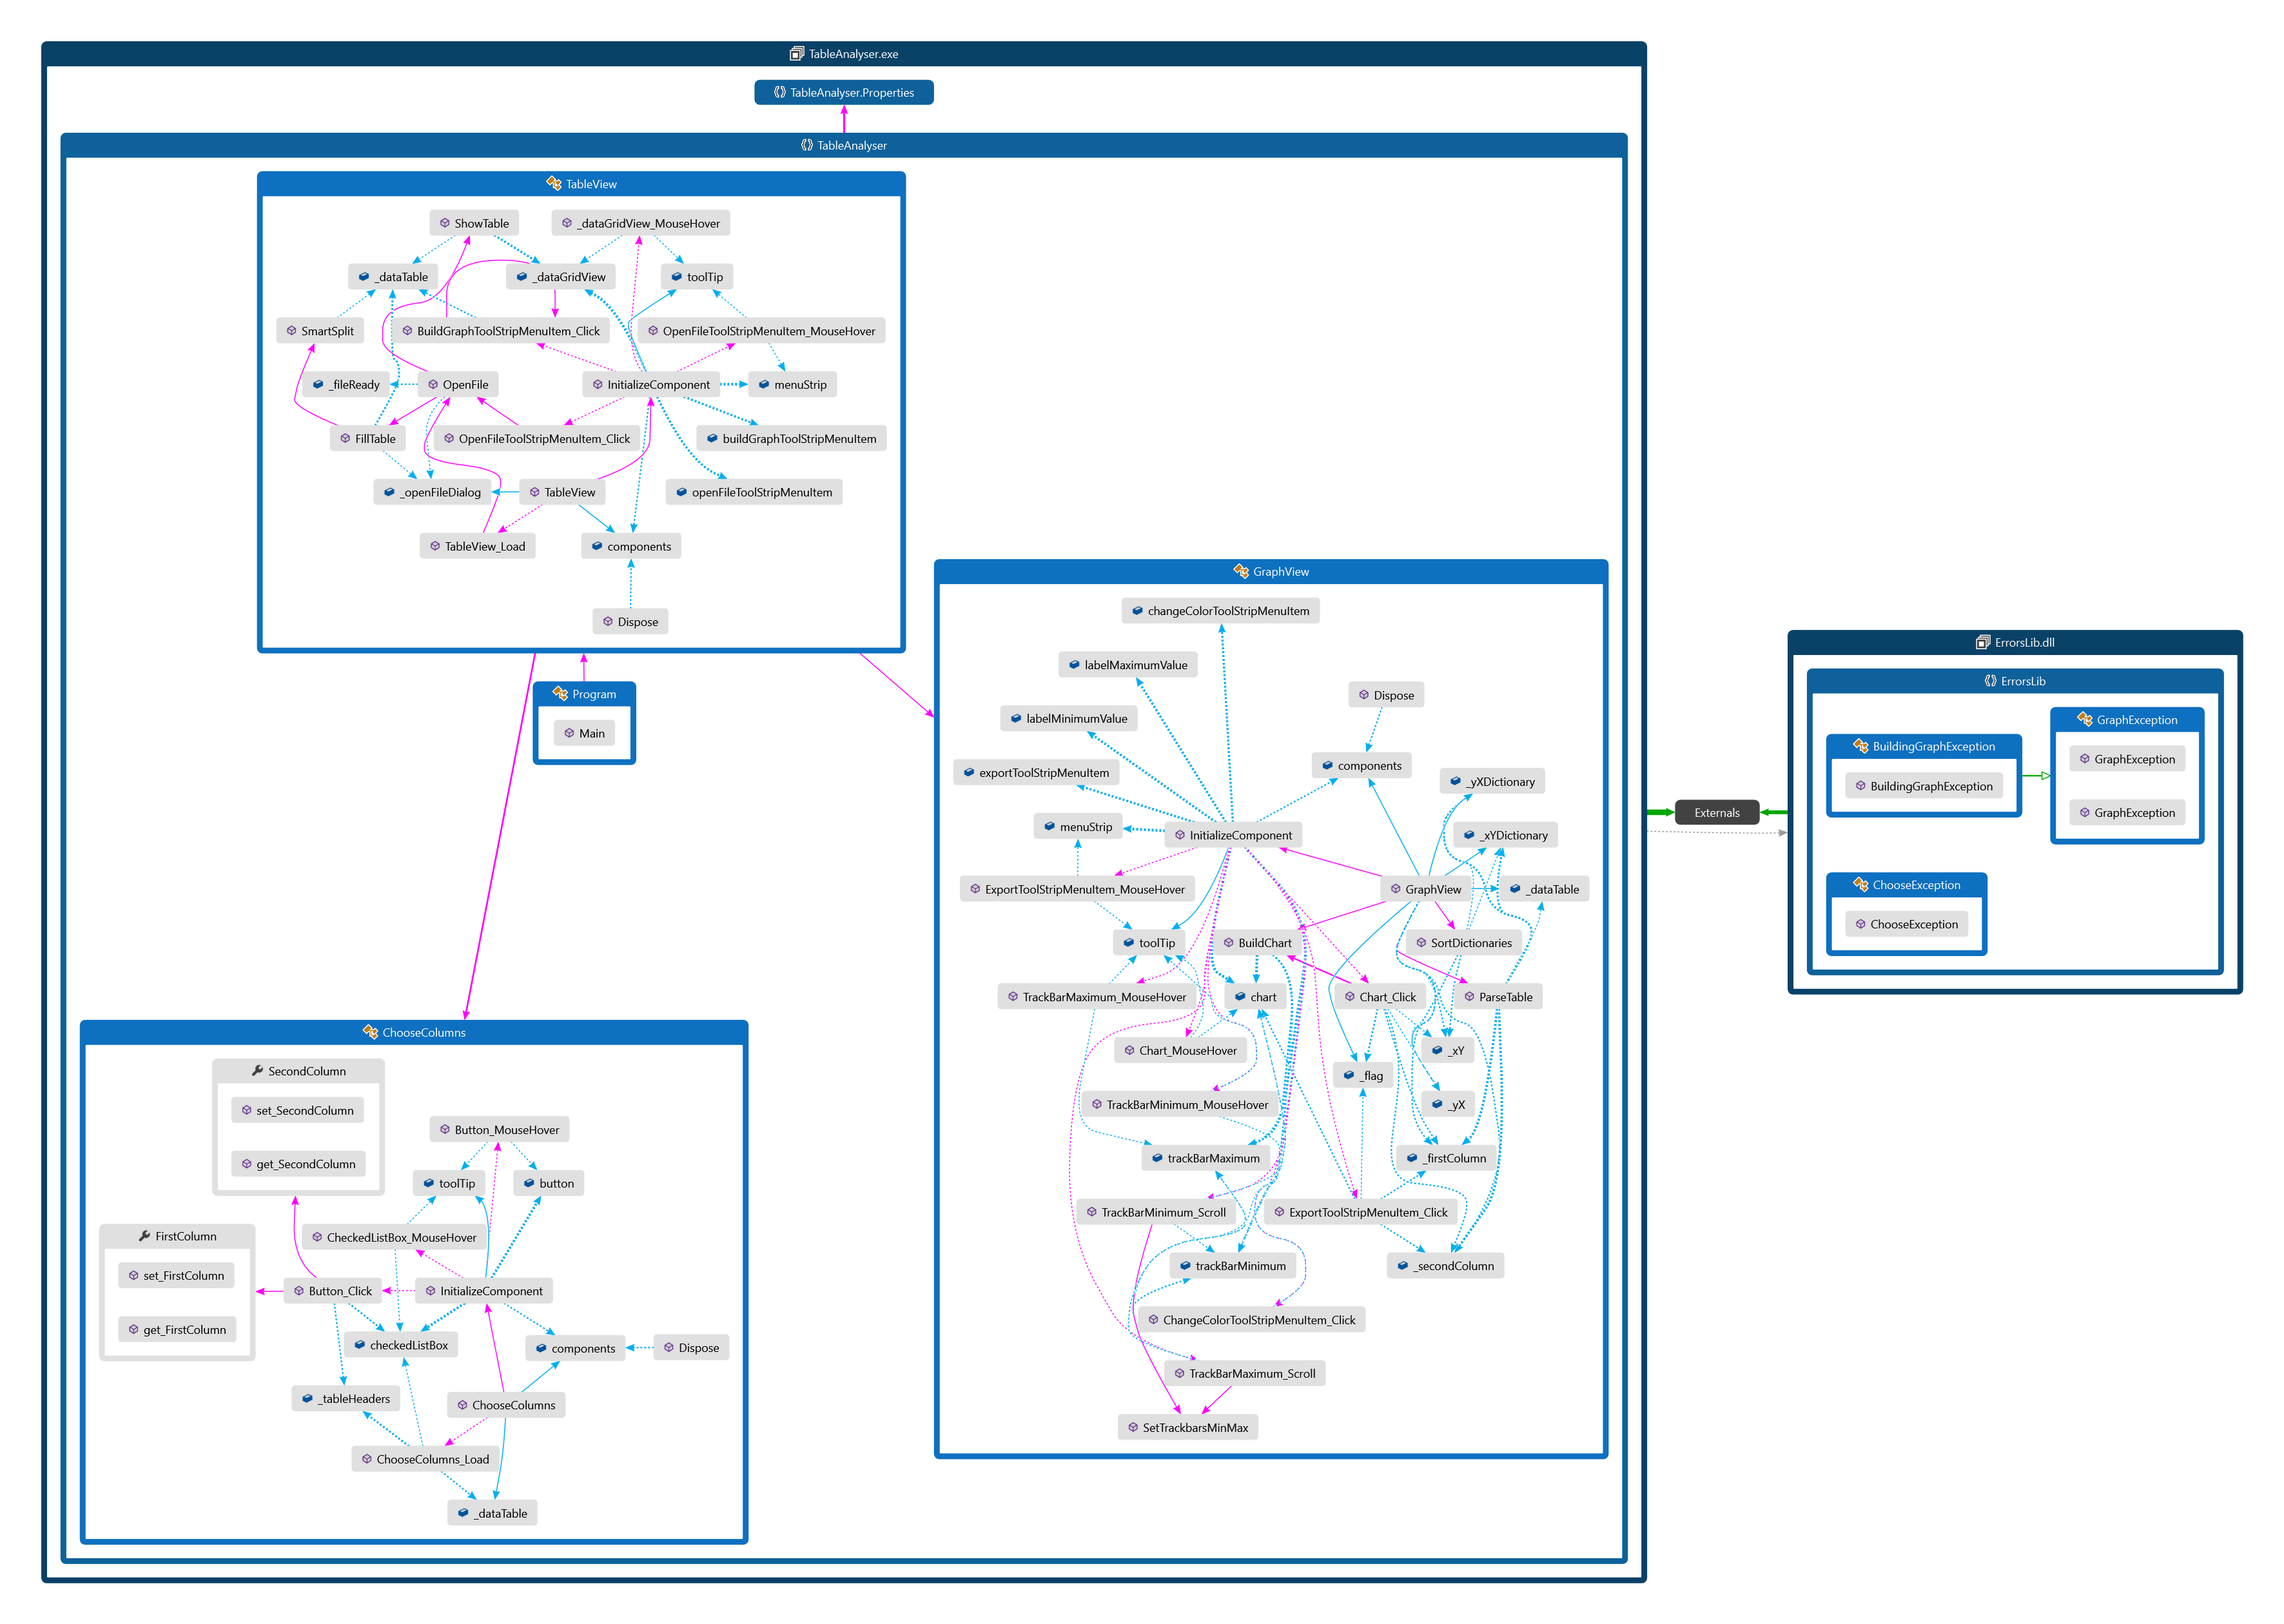 TableAnalyser.exe
TableAnalyser.Properties
TableAnalyser
TableView
ShowTable
_dataGridView_MouseHover
_dataTable
_dataGridView
toolTip
SmartSplit
BuildGraphToolStripMenuItem_Click
OpenFileToolStripMenuItem_MouseHover
_fileReady
OpenFile
InitializeComponent
menuStrip
FillTable
OpenFileToolStripMenuItem_Click
buildGraphToolStripMenuItem
_openFileDialog
TableView
openFileToolStripMenuItem
TableView_Load
components
Dispose
Program
Main
GraphView
changeColorToolStripMenuItem
labelMaximumValue
Dispose
labelMinimumValue
components
exportToolStripMenuItem
_yXDictionary
menuStrip
InitializeComponent
_xYDictionary
ExportToolStripMenuItem_MouseHover
GraphView
_dataTable
toolTip
BuildChart
SortDictionaries
TrackBarMaximum_MouseHover
chart
Chart_Click
ParseTable
Chart_MouseHover
_xY
_flag
TrackBarMinimum_MouseHover
_yX
trackBarMaximum
_firstColumn
TrackBarMinimum_Scroll
ExportToolStripMenuItem_Click
trackBarMinimum
_secondColumn
ChangeColorToolStripMenuItem_Click
TrackBarMaximum_Scroll
SetTrackbarsMinMax
ChooseColumns
SecondColumn
set_SecondColumn
get_SecondColumn
Button_MouseHover
toolTip
button
FirstColumn
CheckedListBox_MouseHover
set_FirstColumn
Button_Click
InitializeComponent
get_FirstColumn
checkedListBox
components
Dispose
_tableHeaders
ChooseColumns
ChooseColumns_Load
_dataTable
Externals
ErrorsLib.dll
ErrorsLib
GraphException
BuildingGraphException
GraphException
BuildingGraphException
GraphException
ChooseException
ChooseException